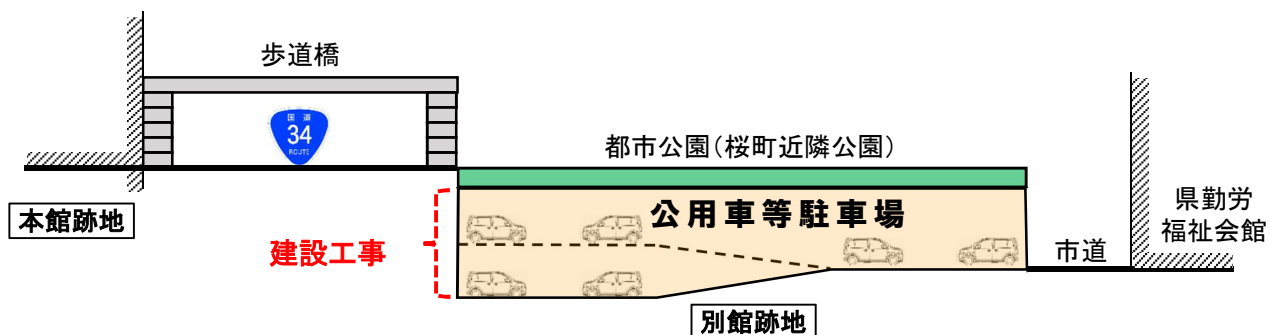 歩道橋
国道
34
ROUTE
都市公園(桜町近隣公園)
公用車等駐車場
本館跡地
建設工事
県勤労
福祉会館
市道
別館跡地